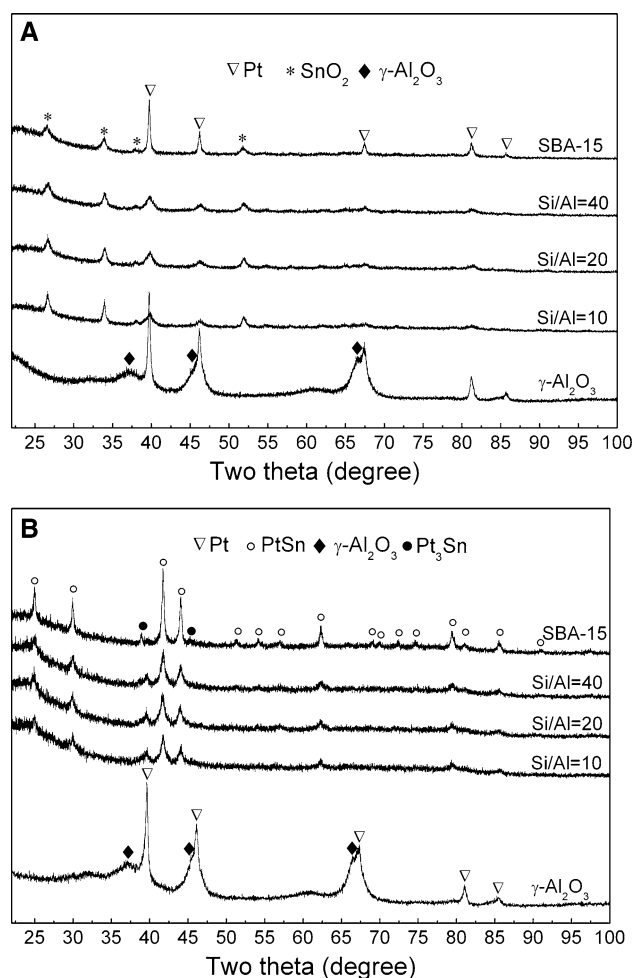 A
▽ Pt * SnO₂ ◆ γ-Al₂O₃
* * * ▽ ▽ * ▽ ▽ ▽
SBA-15
Si/Al=40
Si/Al=20
Si/Al=10
◆ ◆ ◆
γ-Al₂O₃
25 30 35 40 45 50 55 60 65 70 75 80 85 90 95 100
Two theta (degree)
B
▽ Pt ○ PtSn ◆ γ-Al₂O₃ ● Pt₃Sn
SBA-15
Si/Al=40
Si/Al=20
Si/Al=10
γ-Al₂O₃
25 30 35 40 45 50 55 60 65 70 75 80 85 90 95 100
Two theta (degree)